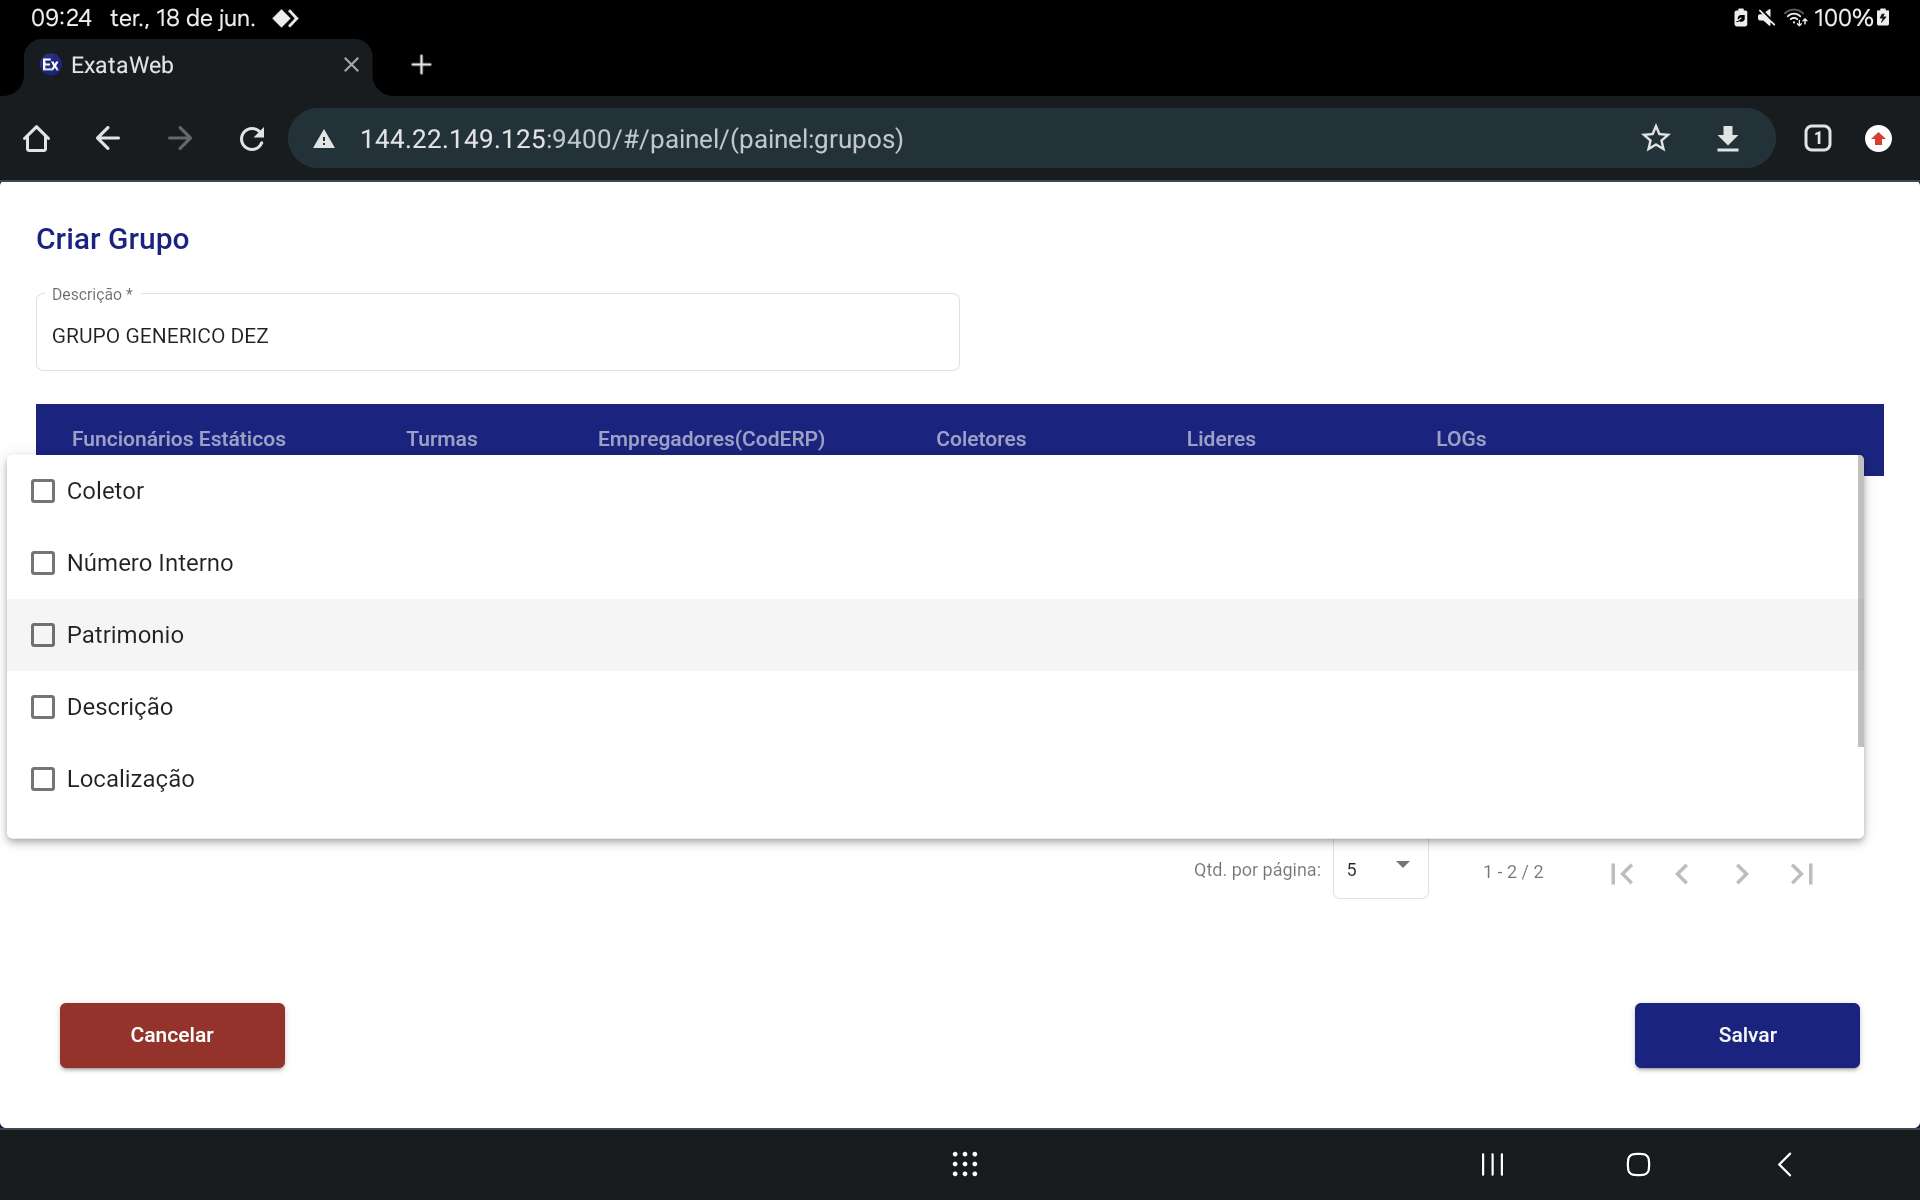 09:24 ter., 18 de jun. 100%
Ex ExataWeb
144.22.149.125:9400/#/painel/(painel:grupos) 1
Criar Grupo
Descrição *
GRUPO GENERICO DEZ
Funcionários Estáticos Turmas Empregadores(CodERP) Coletores Lideres LOGs
Coletor
Número Interno
Patrimonio
Descrição
Localização
Qtd. por página: 5 1 - 2 / 2
Cancelar Salvar